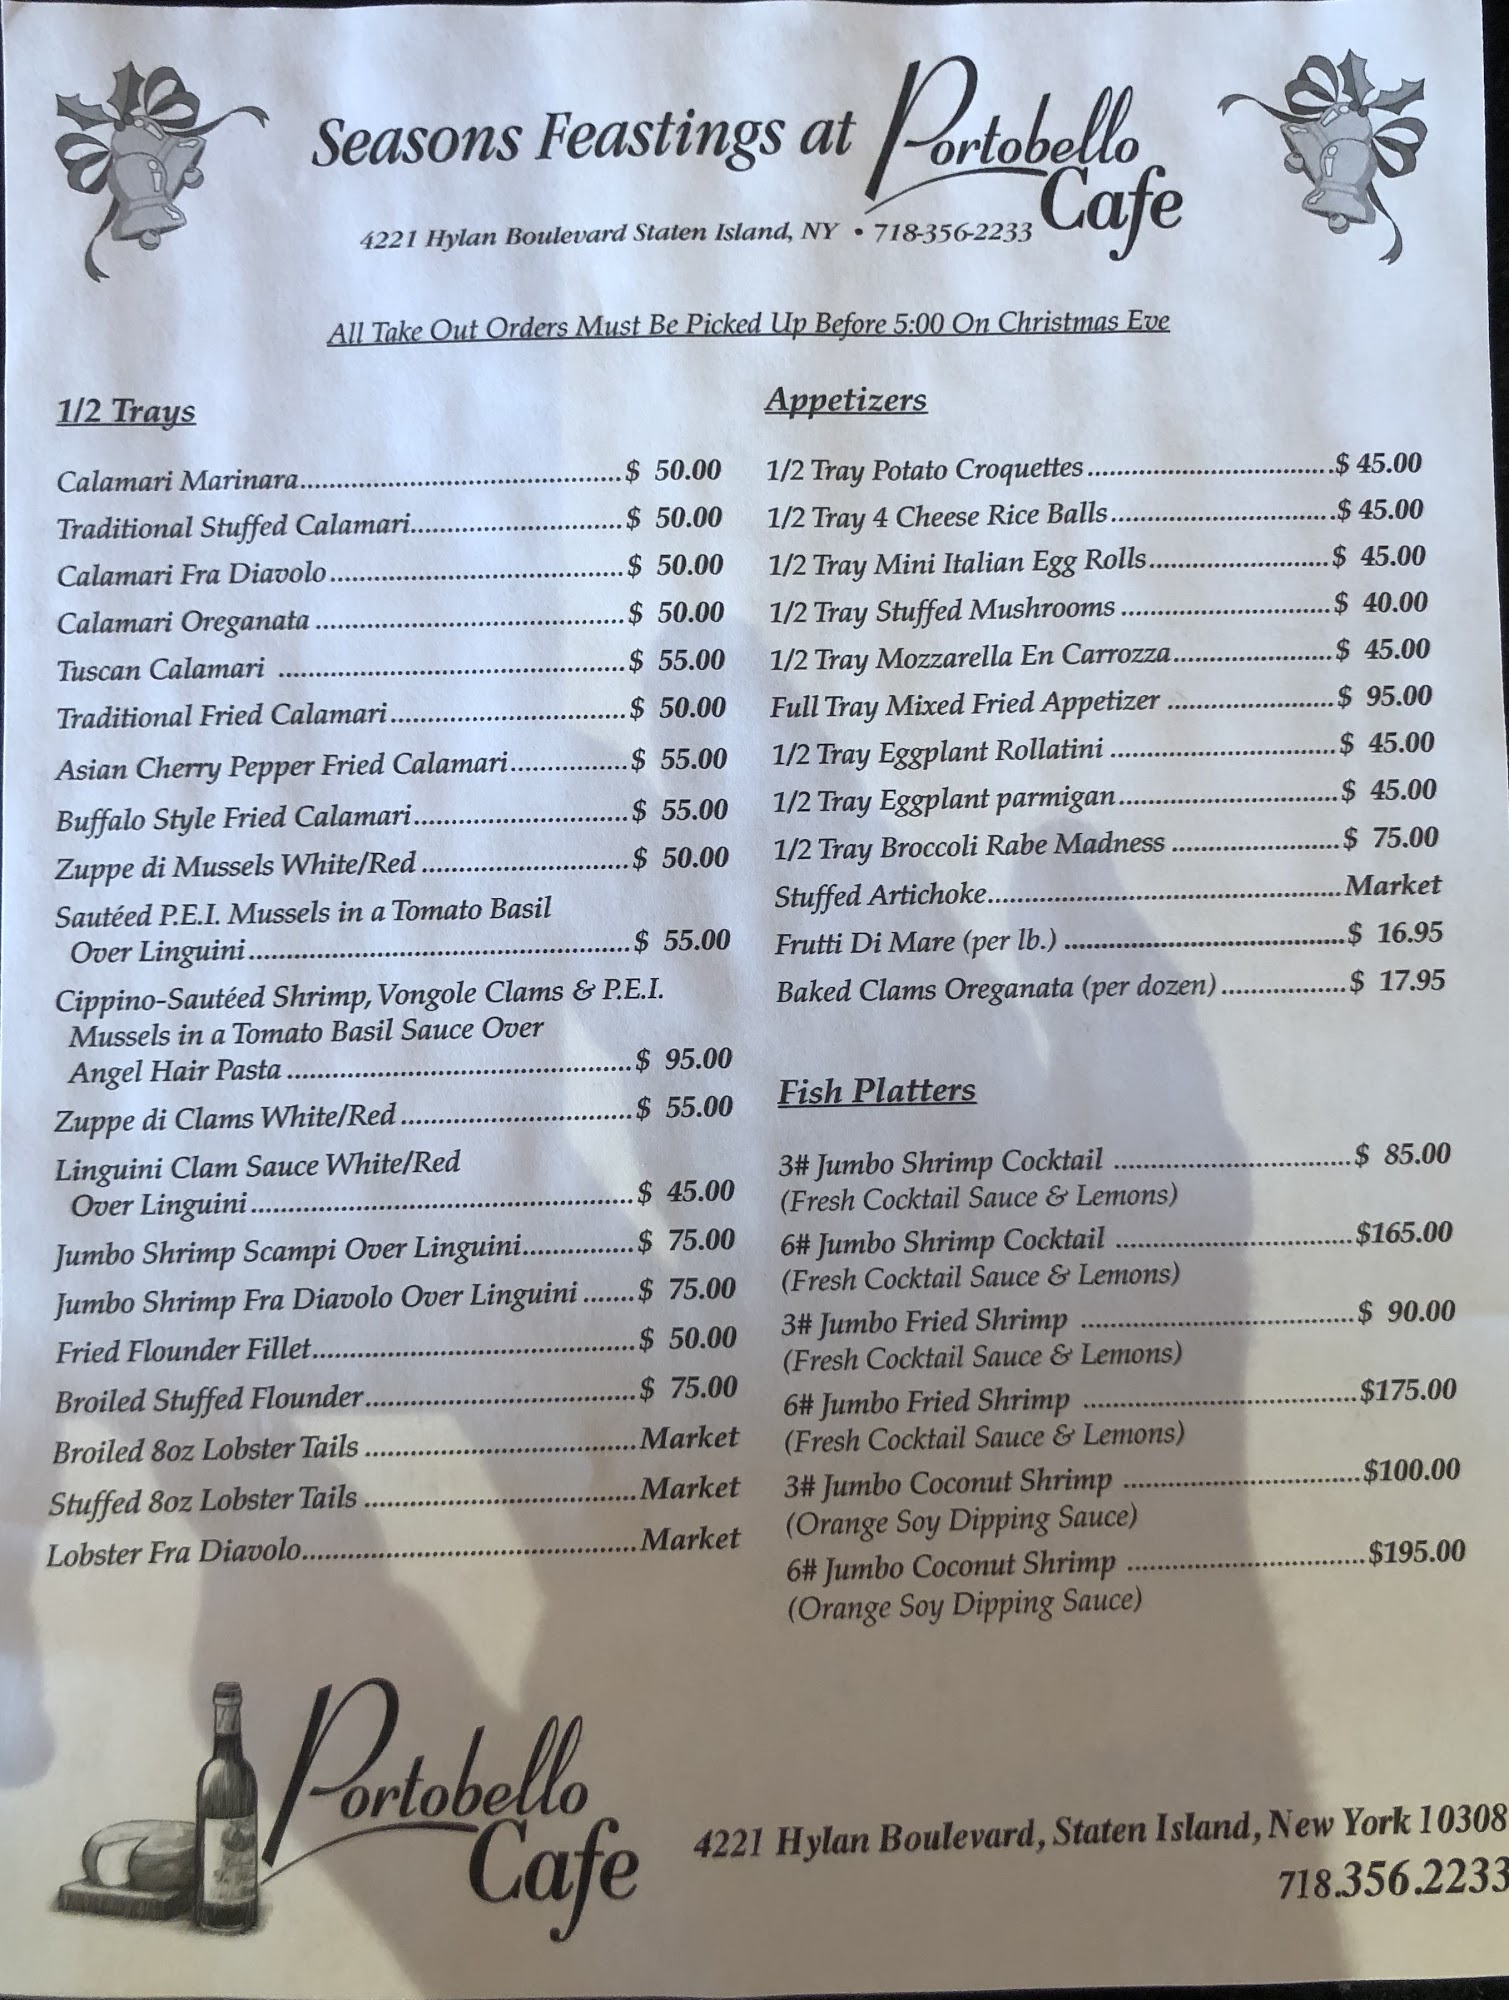 Seasons Feastings at Portobello Cafe
4221 Hylan Boulevard Staten Island, NY • 718-356-2233
All Take Out Orders Must Be Picked Up Before 5:00 On Christmas Eve
1/2 Trays
Calamari Marinara..........$ 50.00
Traditional Stuffed Calamari..........$ 50.00
Calamari Fra Diavolo..........$ 50.00
Calamari Oreganata..........$ 50.00
Tuscan Calamari ..........$ 55.00
Traditional Fried Calamari..........$ 50.00
Asian Cherry Pepper Fried Calamari..........$ 55.00
Buffalo Style Fried Calamari..........$ 55.00
Zuppe di Mussels White/Red ..........$ 50.00
Sautéed P.E.I. Mussels in a Tomato Basil
Over Linguini..........$ 55.00
Cippino-Sautéed Shrimp, Vongole Clams & P.E.I.
Mussels in a Tomato Basil Sauce Over
Angel Hair Pasta ..........$ 95.00
Zuppe di Clams White/Red ..........$ 55.00
Linguini Clam Sauce White/Red
Over Linguini..........$ 45.00
Jumbo Shrimp Scampi Over Linguini..........$ 75.00
Jumbo Shrimp Fra Diavolo Over Linguini .......$ 75.00
Fried Flounder Fillet..........$ 50.00
Broiled Stuffed Flounder..........$ 75.00
Broiled 8oz Lobster Tails ..........Market
Stuffed 8oz Lobster Tails ..........Market
Lobster Fra Diavolo..........Market
Appetizers
1/2 Tray Potato Croquettes..........$ 45.00
1/2 Tray 4 Cheese Rice Balls..........$ 45.00
1/2 Tray Mini Italian Egg Rolls..........$ 45.00
1/2 Tray Stuffed Mushrooms ..........$ 40.00
1/2 Tray Mozzarella En Carrozza..........$ 45.00
Full Tray Mixed Fried Appetizer ..........$ 95.00
1/2 Tray Eggplant Rollatini ..........$ 45.00
1/2 Tray Eggplant parmigan..........$ 45.00
1/2 Tray Broccoli Rabe Madness ..........$ 75.00
Stuffed Artichoke..........Market
Frutti Di Mare (per lb.) ..........$ 16.95
Baked Clams Oreganata (per dozen)..........$ 17.95
Fish Platters
3# Jumbo Shrimp Cocktail ..........$ 85.00
(Fresh Cocktail Sauce & Lemons)
6# Jumbo Shrimp Cocktail ..........$165.00
(Fresh Cocktail Sauce & Lemons)
3# Jumbo Fried Shrimp ..........$ 90.00
(Fresh Cocktail Sauce & Lemons)
6# Jumbo Fried Shrimp ..........$175.00
(Fresh Cocktail Sauce & Lemons)
3# Jumbo Coconut Shrimp ..........$100.00
(Orange Soy Dipping Sauce)
6# Jumbo Coconut Shrimp ..........$195.00
(Orange Soy Dipping Sauce)
Portobello
Cafe
4221 Hylan Boulevard, Staten Island, New York 10308
718.356.2233